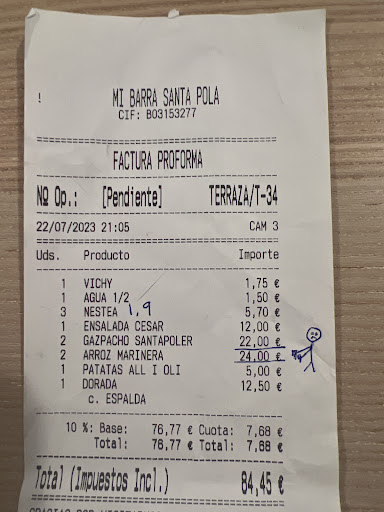 !
MI BARRA SANTA POLA
CIF: B03153277
FACTURA PROFORMA
Nº Op.: [Pendiente] TERRAZA/T-34
22/07/2023 21:05 CAM 3
Uds. Producto Importe
1 VICHY 1,75 €
1 AGUA 1/2 1,50 €
3 NESTEA 1,9 5,70 €
1 ENSALADA CESAR 12,00 €
2 GAZPACHO SANTAPOLER 22,00 €
2 ARROZ MARINERA 24,00 €
1 PATATAS ALL I OLI 5,00 €
1 DORADA 12,50 €
c. ESPALDA
10 %: Base: 76,77 € Cuota: 7,68 €
Total: 76,77 € Total: 7,68 €
Total (Impuestos Incl.) 84,45 €